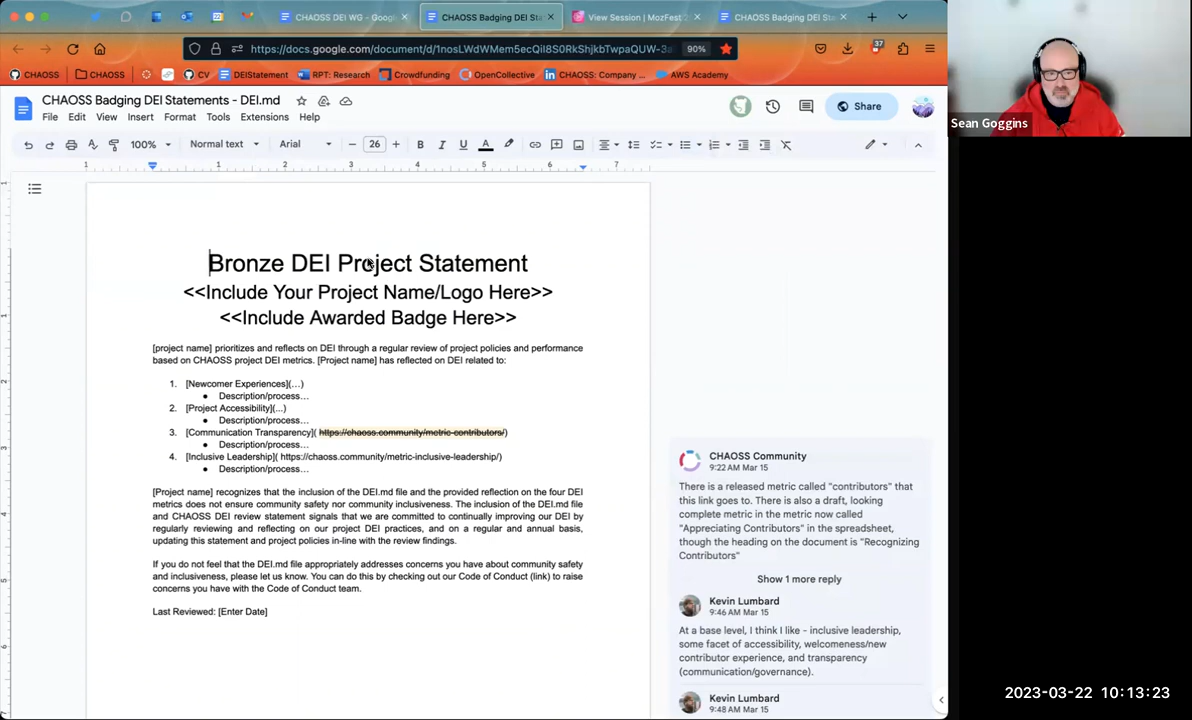 CHAOSS DEI WG - Goog
CHAOSS Badging DEI Sta
View Session | MozFest
CHAOSS Badging DEI Sta
https://docs.google.com/document/d/1nosLWdWMem5ecQil8S0RkShjkbTwpaQUW-3
90%
37
CHAOSS
CHAOSS
CV
DEIStatement
RPT: Research
Crowdfunding
OpenCollective
CHAOSS: Company ...
AWS Academy
CHAOSS Badging DEI Statements - DEI.md
File Edit View Insert Format Tools Extensions Help
Share
100% Normal text Arial 26
1 1 2 3 4 5 6 7
Bronze DEI Project Statement
<<Include Your Project Name/Logo Here>>
<<Include Awarded Badge Here>>
[project name] prioritizes and reflects on DEI through a regular review of project policies and performance
based on CHAOSS project DEI metrics. [Project name] has reflected on DEI related to:
1. [Newcomer Experiences](…)
● Description/process…
2. [Project Accessibility](...)
● Description/process…
3. [Communication Transparency]( https://chaoss.community/metric-contributors/)
● Description/process…
4. [Inclusive Leadership]( https://chaoss.community/metric-inclusive-leadership/)
● Description/process…
[Project name] recognizes that the inclusion of the DEI.md file and the provided reflection on the four DEI
metrics does not ensure community safety nor community inclusiveness. The inclusion of the DEI.md file
and CHAOSS DEI review statement signals that we are committed to continually improving our DEI by
regularly reviewing and reflecting on our project DEI practices, and on a regular and annual basis,
updating this statement and project policies in-line with the review findings.
If you do not feel that the DEI.md file appropriately addresses concerns you have about community safety
and inclusiveness, please let us know. You can do this by checking out our Code of Conduct (link) to raise
concerns you have with the Code of Conduct team.
Last Reviewed: [Enter Date]
CHAOSS Community
9:22 AM Mar 15
There is a released metric called "contributors" that
this link goes to. There is also a draft, looking
complete metric in the metric now called
"Appreciating Contributors" in the spreadsheet,
though the heading on the document is "Recognizing
Contributors"
Show 1 more reply
Kevin Lumbard
9:46 AM Mar 15
At a base level, I think I like - inclusive leadership,
some facet of accessibility, welcomeness/new
contributor experience, and transparency
(communication/governance).
Kevin Lumbard
9:48 AM Mar 15
Sean Goggins
2023-03-22 10:13:23